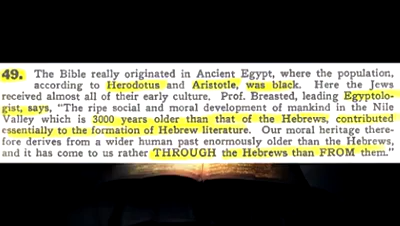 49. The Bible really originated in Ancient Egypt, where the population,
according to Herodotus and Aristotle, was black. Here the Jews
received almost all of their early culture. Prof. Breasted, leading Egyptolo-
gist, says, "The ripe social and moral development of mankind in the Nile
Valley which is 3000 years older than that of the Hebrews, contributed
essentially to the formation of Hebrew literature. Our moral heritage there-
fore derives from a wider human past enormously older than the Hebrews,
and it has come to us rather THROUGH the Hebrews than FROM them."